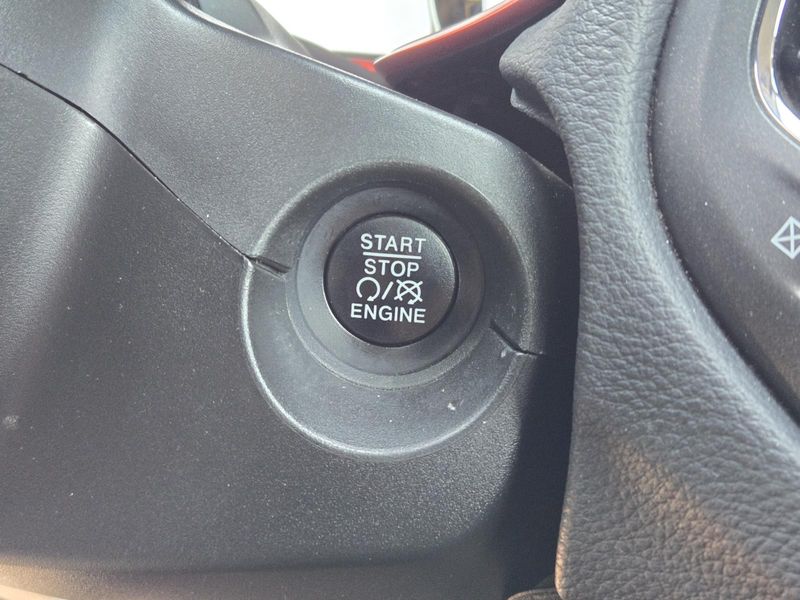 START
STOP
/
ENGINE